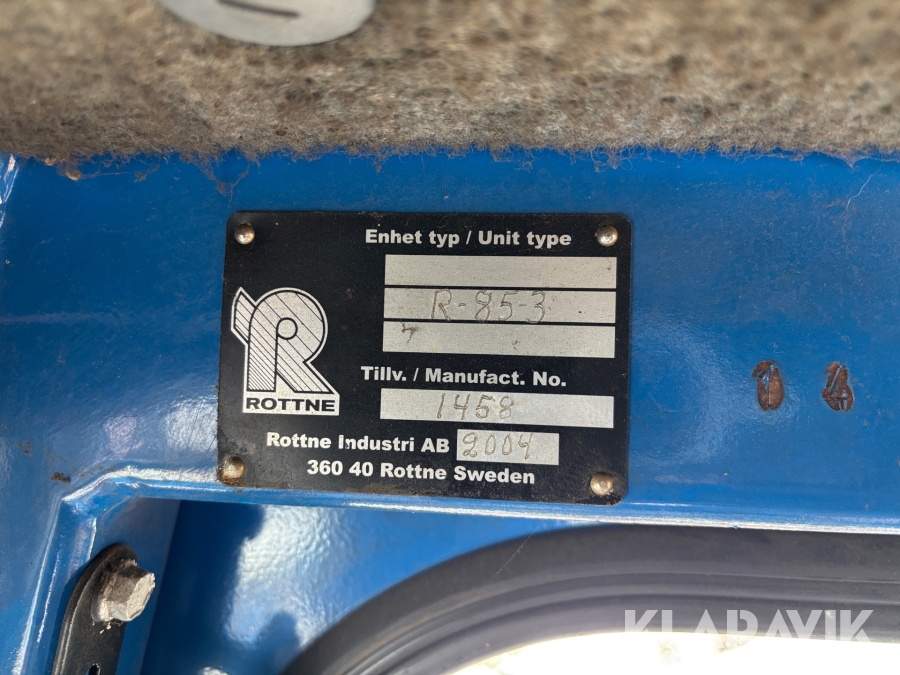 Enhet typ / Unit type
R-85-3
ROTTNE
Tillv. / Manufact. No.
1458
Rottne Industri AB 2004
360 40 Rottne Sweden
KLARAVIK